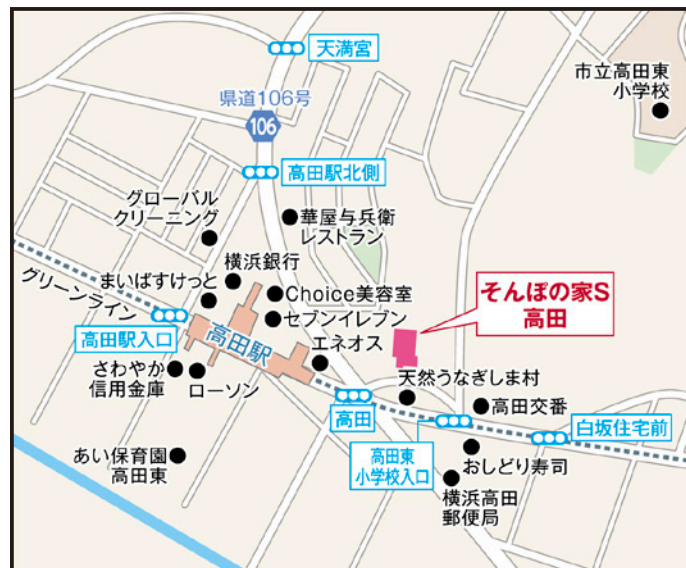 天満宮
市立高田東
小学校
県道106号
106
高田駅北側
グローバル
クリーニング
華屋与兵衛
レストラン
横浜銀行
まいばすけっと
グリーンライン
Choice美容室
セブンイレブン
エネオス
そんぽの家S
高田
高田駅入口
高田駅
さわやか
信用金庫
ローソン
天然うなぎしま村
高田
高田交番
白坂住宅前
高田東
小学校入口
おしどり寿司
あい保育園
高田東
横浜高田
郵便局